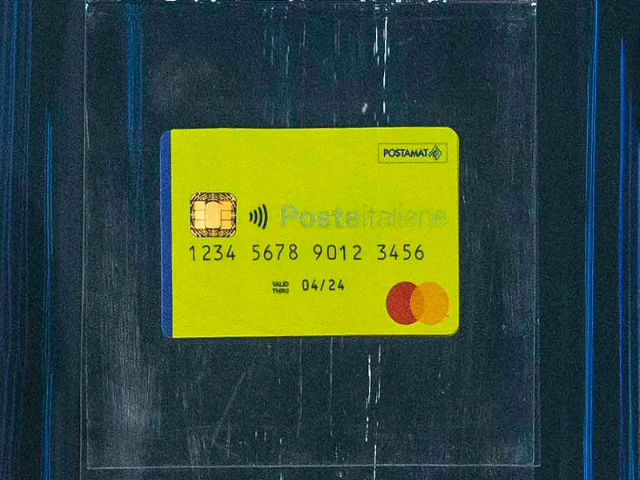 POSTAMAT
Posteitaliane
1234 5678 9012 3456
VALID
THRU
04/24